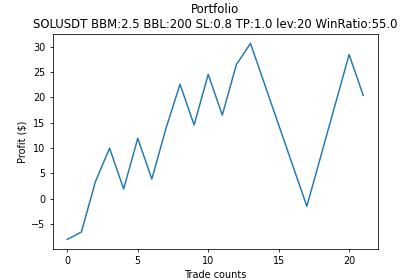 Portfolio
SOLUSDT BBM:2.5 BBL:200 SL:0.8 TP:1.0 lev:20 WinRatio:55.0
30
25
20
15
10
5
0
−5
Profit ($)
0 5 10 15 20
Trade counts